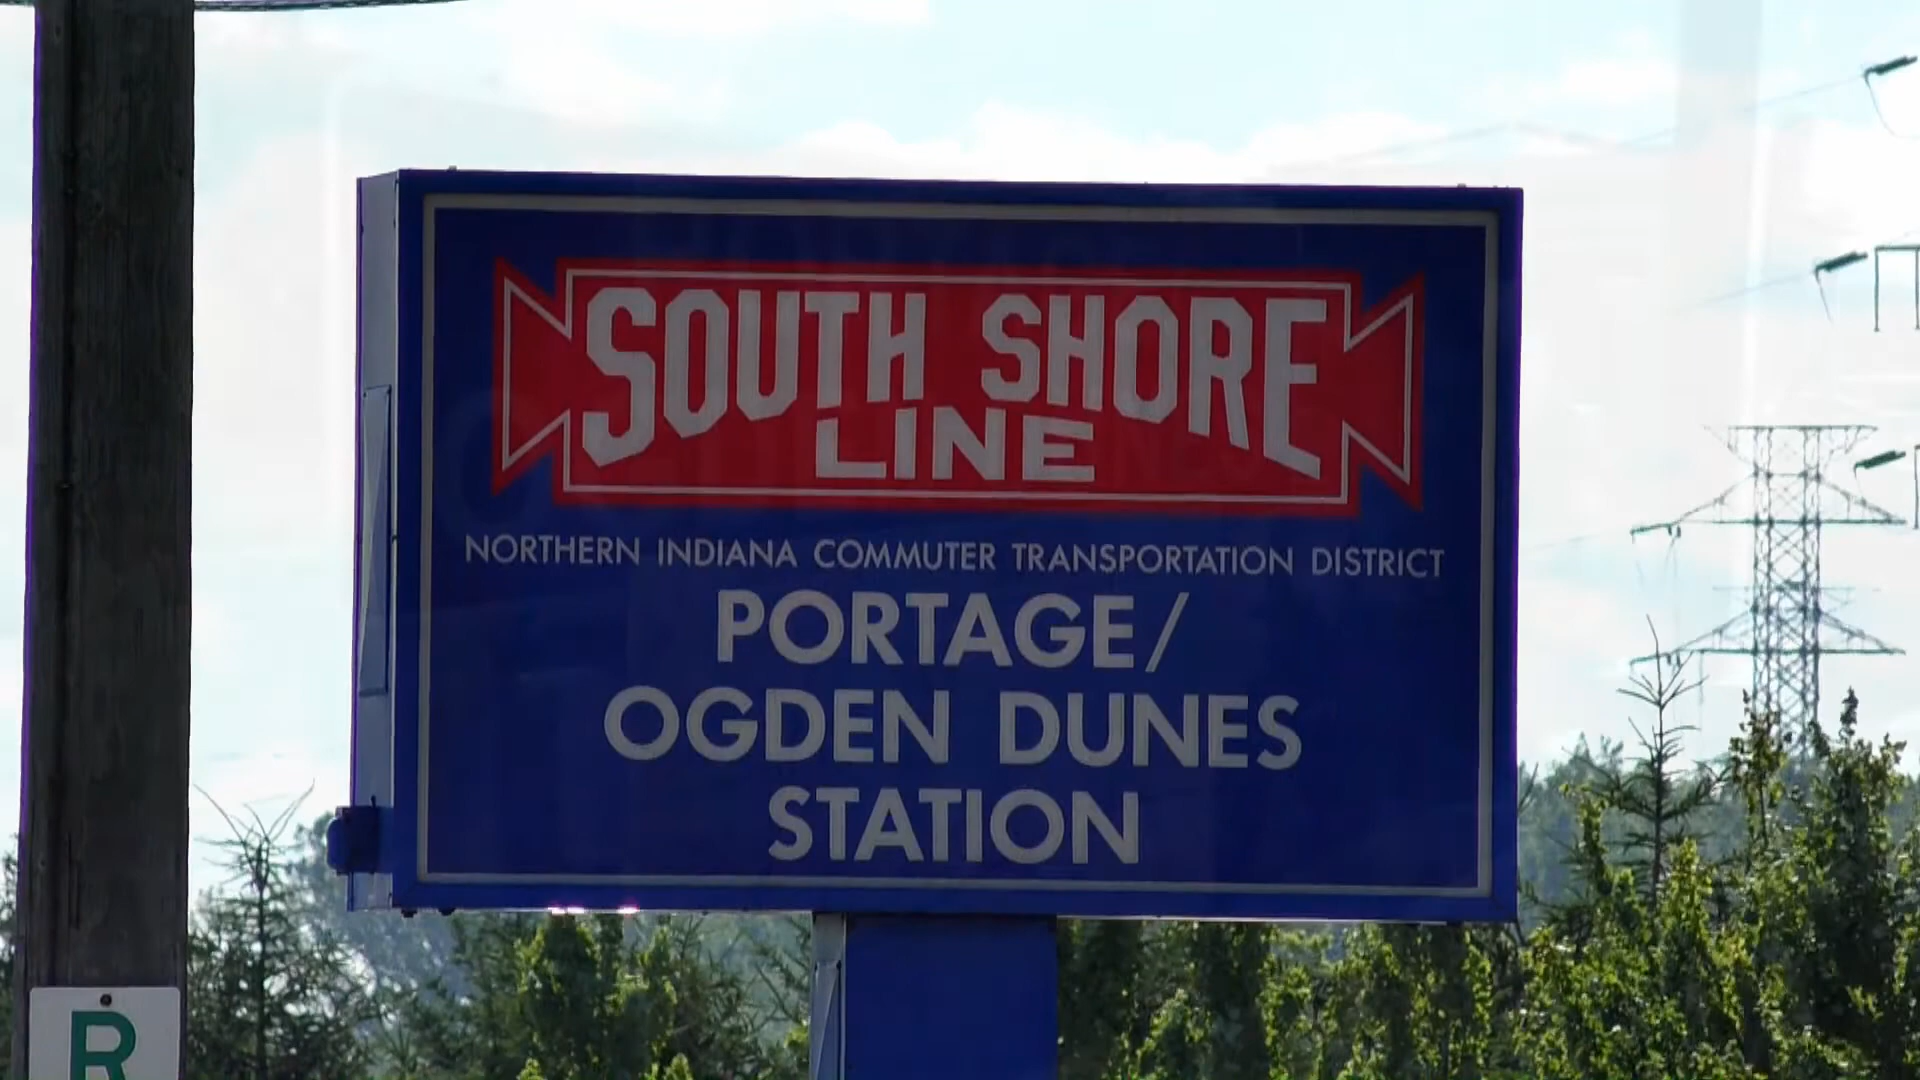 SOUTH SHORE
LINE
NORTHERN INDIANA COMMUTER TRANSPORTATION DISTRICT
PORTAGE/
OGDEN DUNES
STATION
R